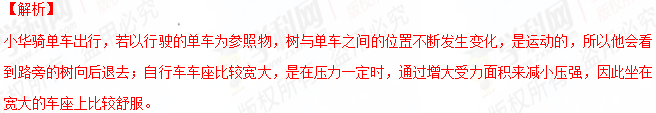 【解析】
小华骑单车出行，若以行驶的单车为参照物，树与单车之间的位置不断发生变化，是运动的，所以他会看
到路旁的树向后退去；自行车车座比较宽大，是在压力一定时，通过增大受力面积来减小压强，因此坐在
宽大的车座上比较舒服。